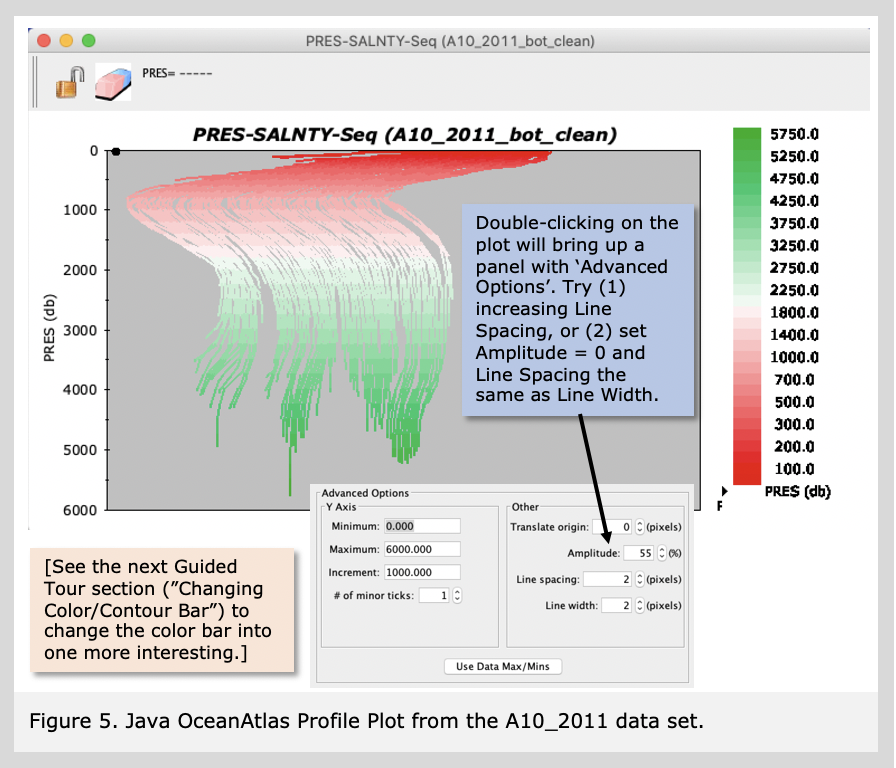 PRES-SALNTY-Seq (A10_2011_bot_clean)
PRES= -----
PRES-SALNTY-Seq (A10_2011_bot_clean)
0
1000
2000
3000
4000
5000
6000
PRES (db)
5750.0
5250.0
4750.0
4250.0
3750.0
3250.0
2750.0
2250.0
1800.0
1400.0
1000.0
700.0
500.0
300.0
200.0
100.0
PRES (db)
Double-clicking on the
plot will bring up a
panel with ‘Advanced
Options’. Try (1)
increasing Line
Spacing, or (2) set
Amplitude = 0 and
Line Spacing the
same as Line Width.
Advanced Options
Y Axis
Minimum: 0.000
Maximum: 6000.000
Increment: 1000.000
# of minor ticks: 1
Other
Translate origin: 0 (pixels)
Amplitude: 55 (%)
Line spacing: 2 (pixels)
Line width: 2 (pixels)
Use Data Max/Mins
[See the next Guided
Tour section (”Changing
Color/Contour Bar”) to
change the color bar into
one more interesting.]
Figure 5. Java OceanAtlas Profile Plot from the A10_2011 data set.